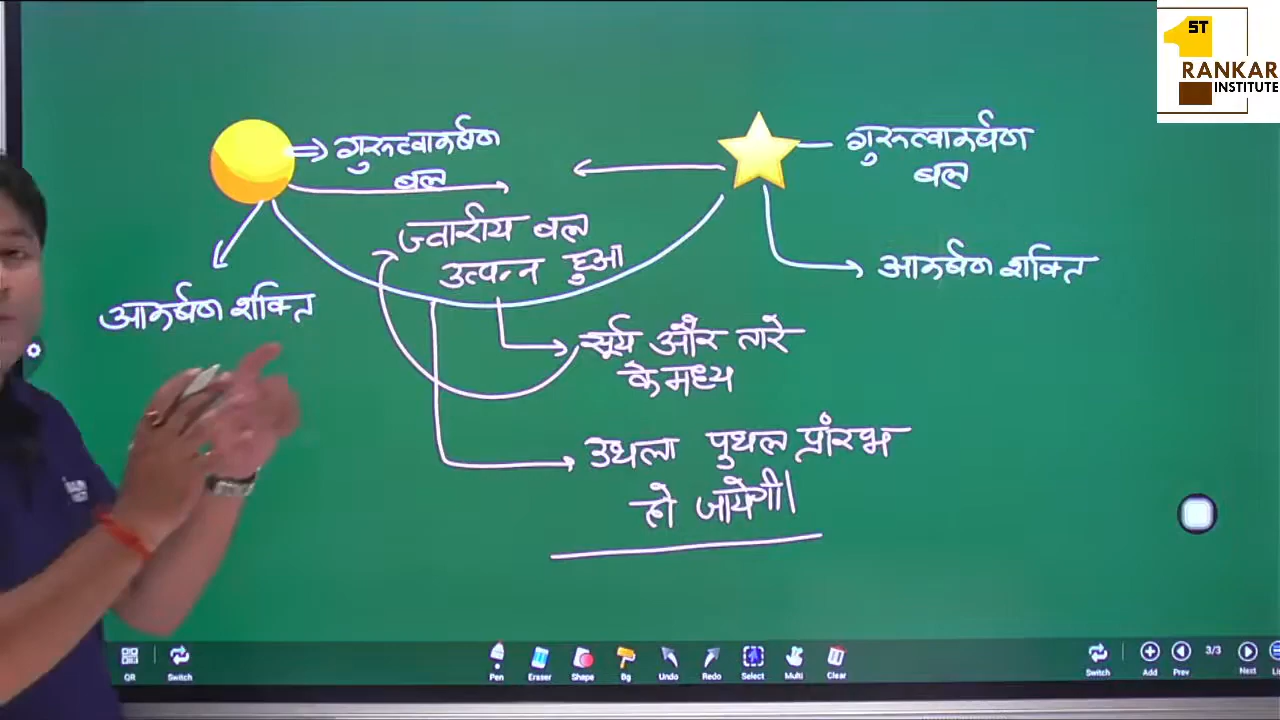 1ST
RANKAR
INSTITUTE
गुरुत्वाकर्षण
बल
गुरुत्वाकर्षण
बल
ज्वारीय बल
उत्पन्न हुआ
आकर्षण शक्ति
आकर्षण शक्ति
सूर्य और तारे
के मध्य
उथला पुथल प्रांरभ
हो जायेगी।
QR
Switch
Pen
Eraser
Shape
Bg
Undo
Redo
Select
Multi
Clear
Switch
Add
Prev
3/3
Next